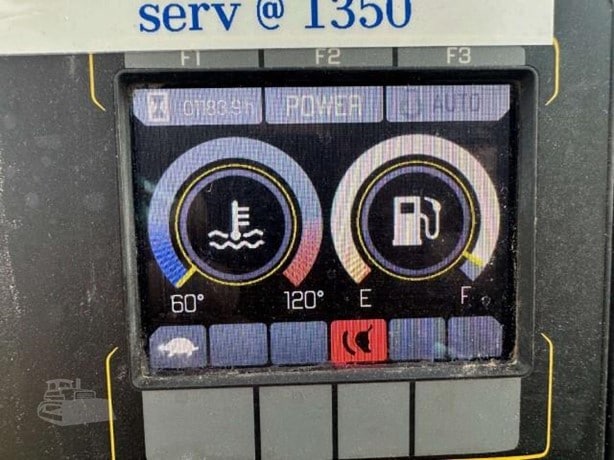 serv @ 1350
F1 F2 F3
01183.9h POWER AUTO
60° 120° E F